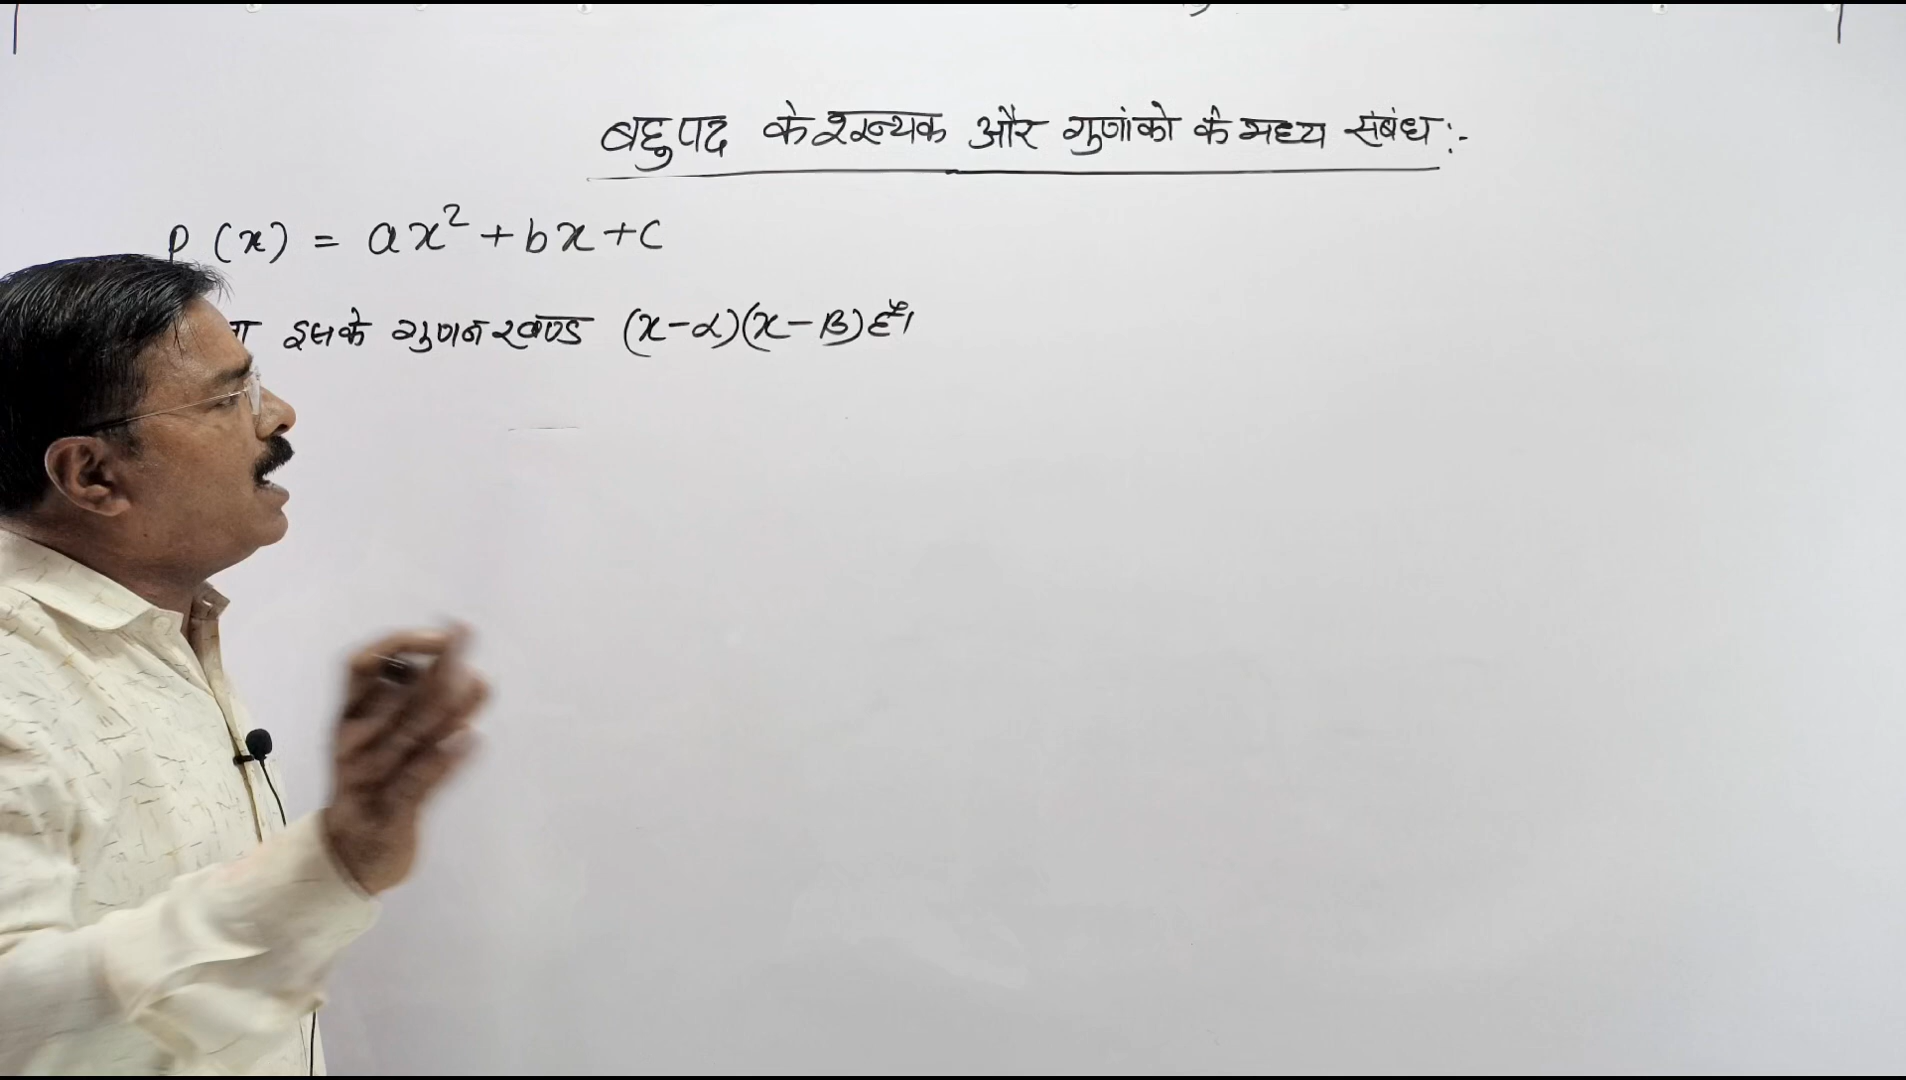 बहुपद के शून्यक और गुणांको के मध्य संबंध :-
P (x) = ax² + bx + c
इसके गुणनखण्ड (x-α)(x-β) है।